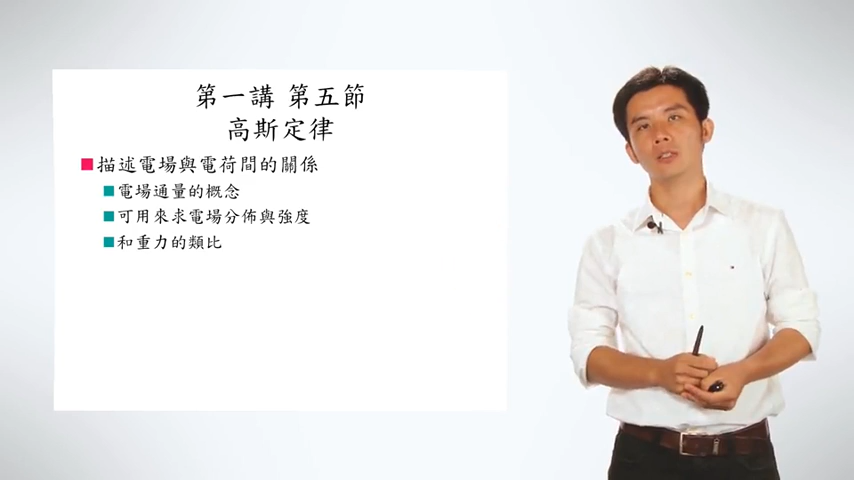 第一講 第五節
高斯定律
描述電場與電荷間的關係
電場通量的概念
可用來求電場分佈與強度
和重力的類比